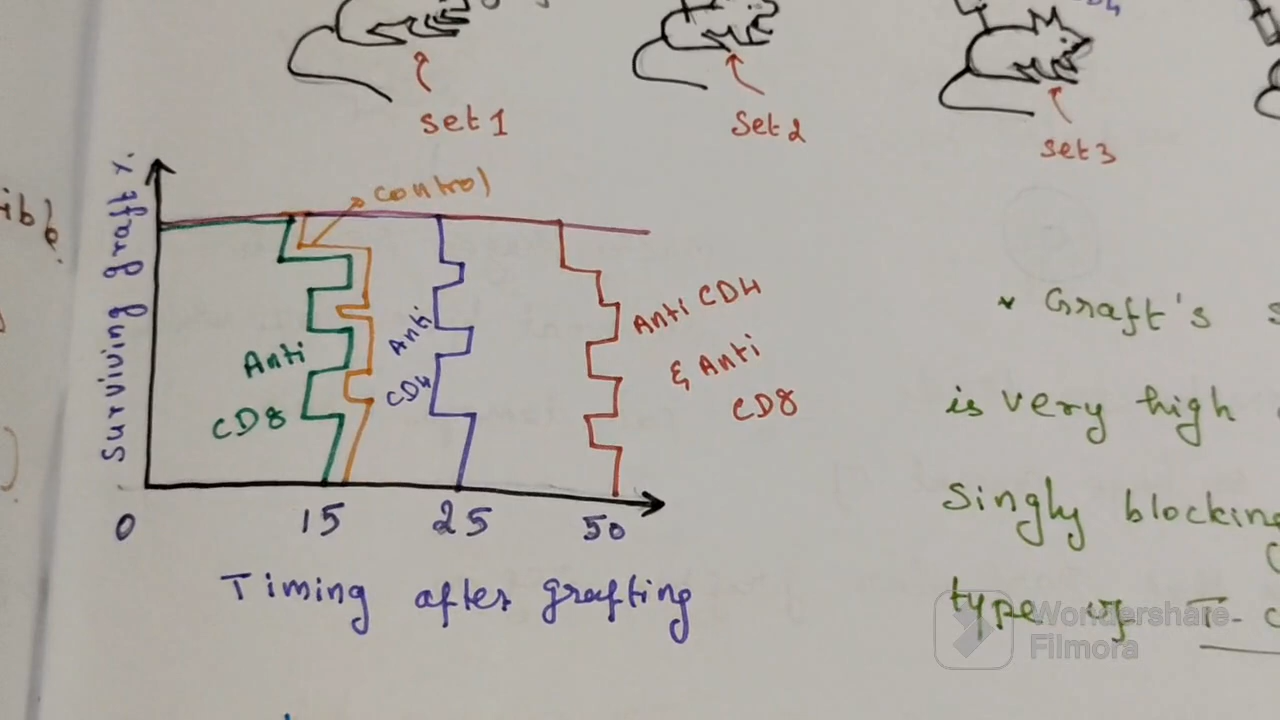 set 1
set 2
set 3
Surviving graft %.
control
Anti
CD8
Anti
CD4
Anti CD4
& Anti
CD8
0
15
25
50
Timing after grafting
* Graft's
is very high
Singly blocking
type of T-
Wondershare
Filmora